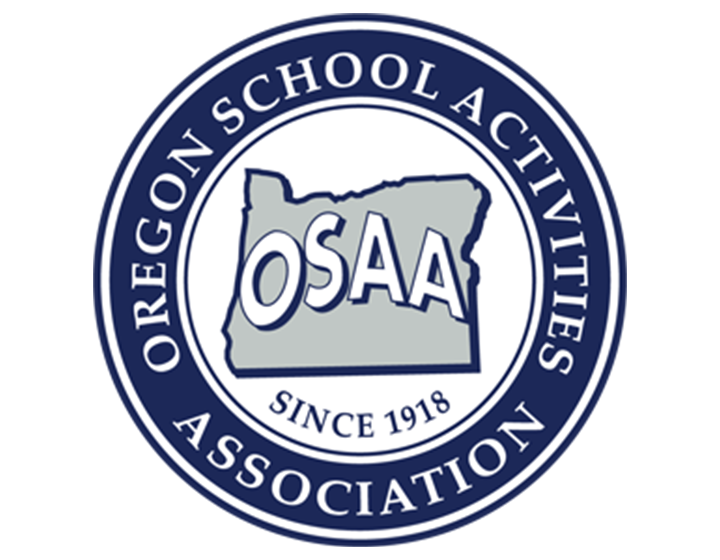 OREGON SCHOOL ACTIVITIES
OSAA
SINCE 1918
ASSOCIATION